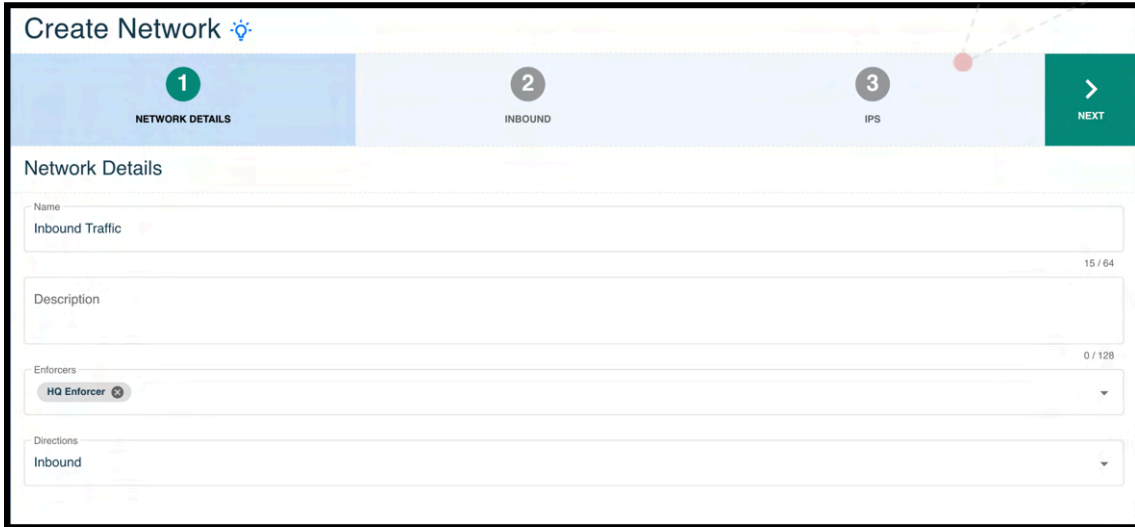 Create Network
1
2
3
NETWORK DETAILS
INBOUND
IPS
NEXT
Network Details
Name
Inbound Traffic
15 / 64
Description
0 / 128
Enforcers
HQ Enforcer
Directions
Inbound